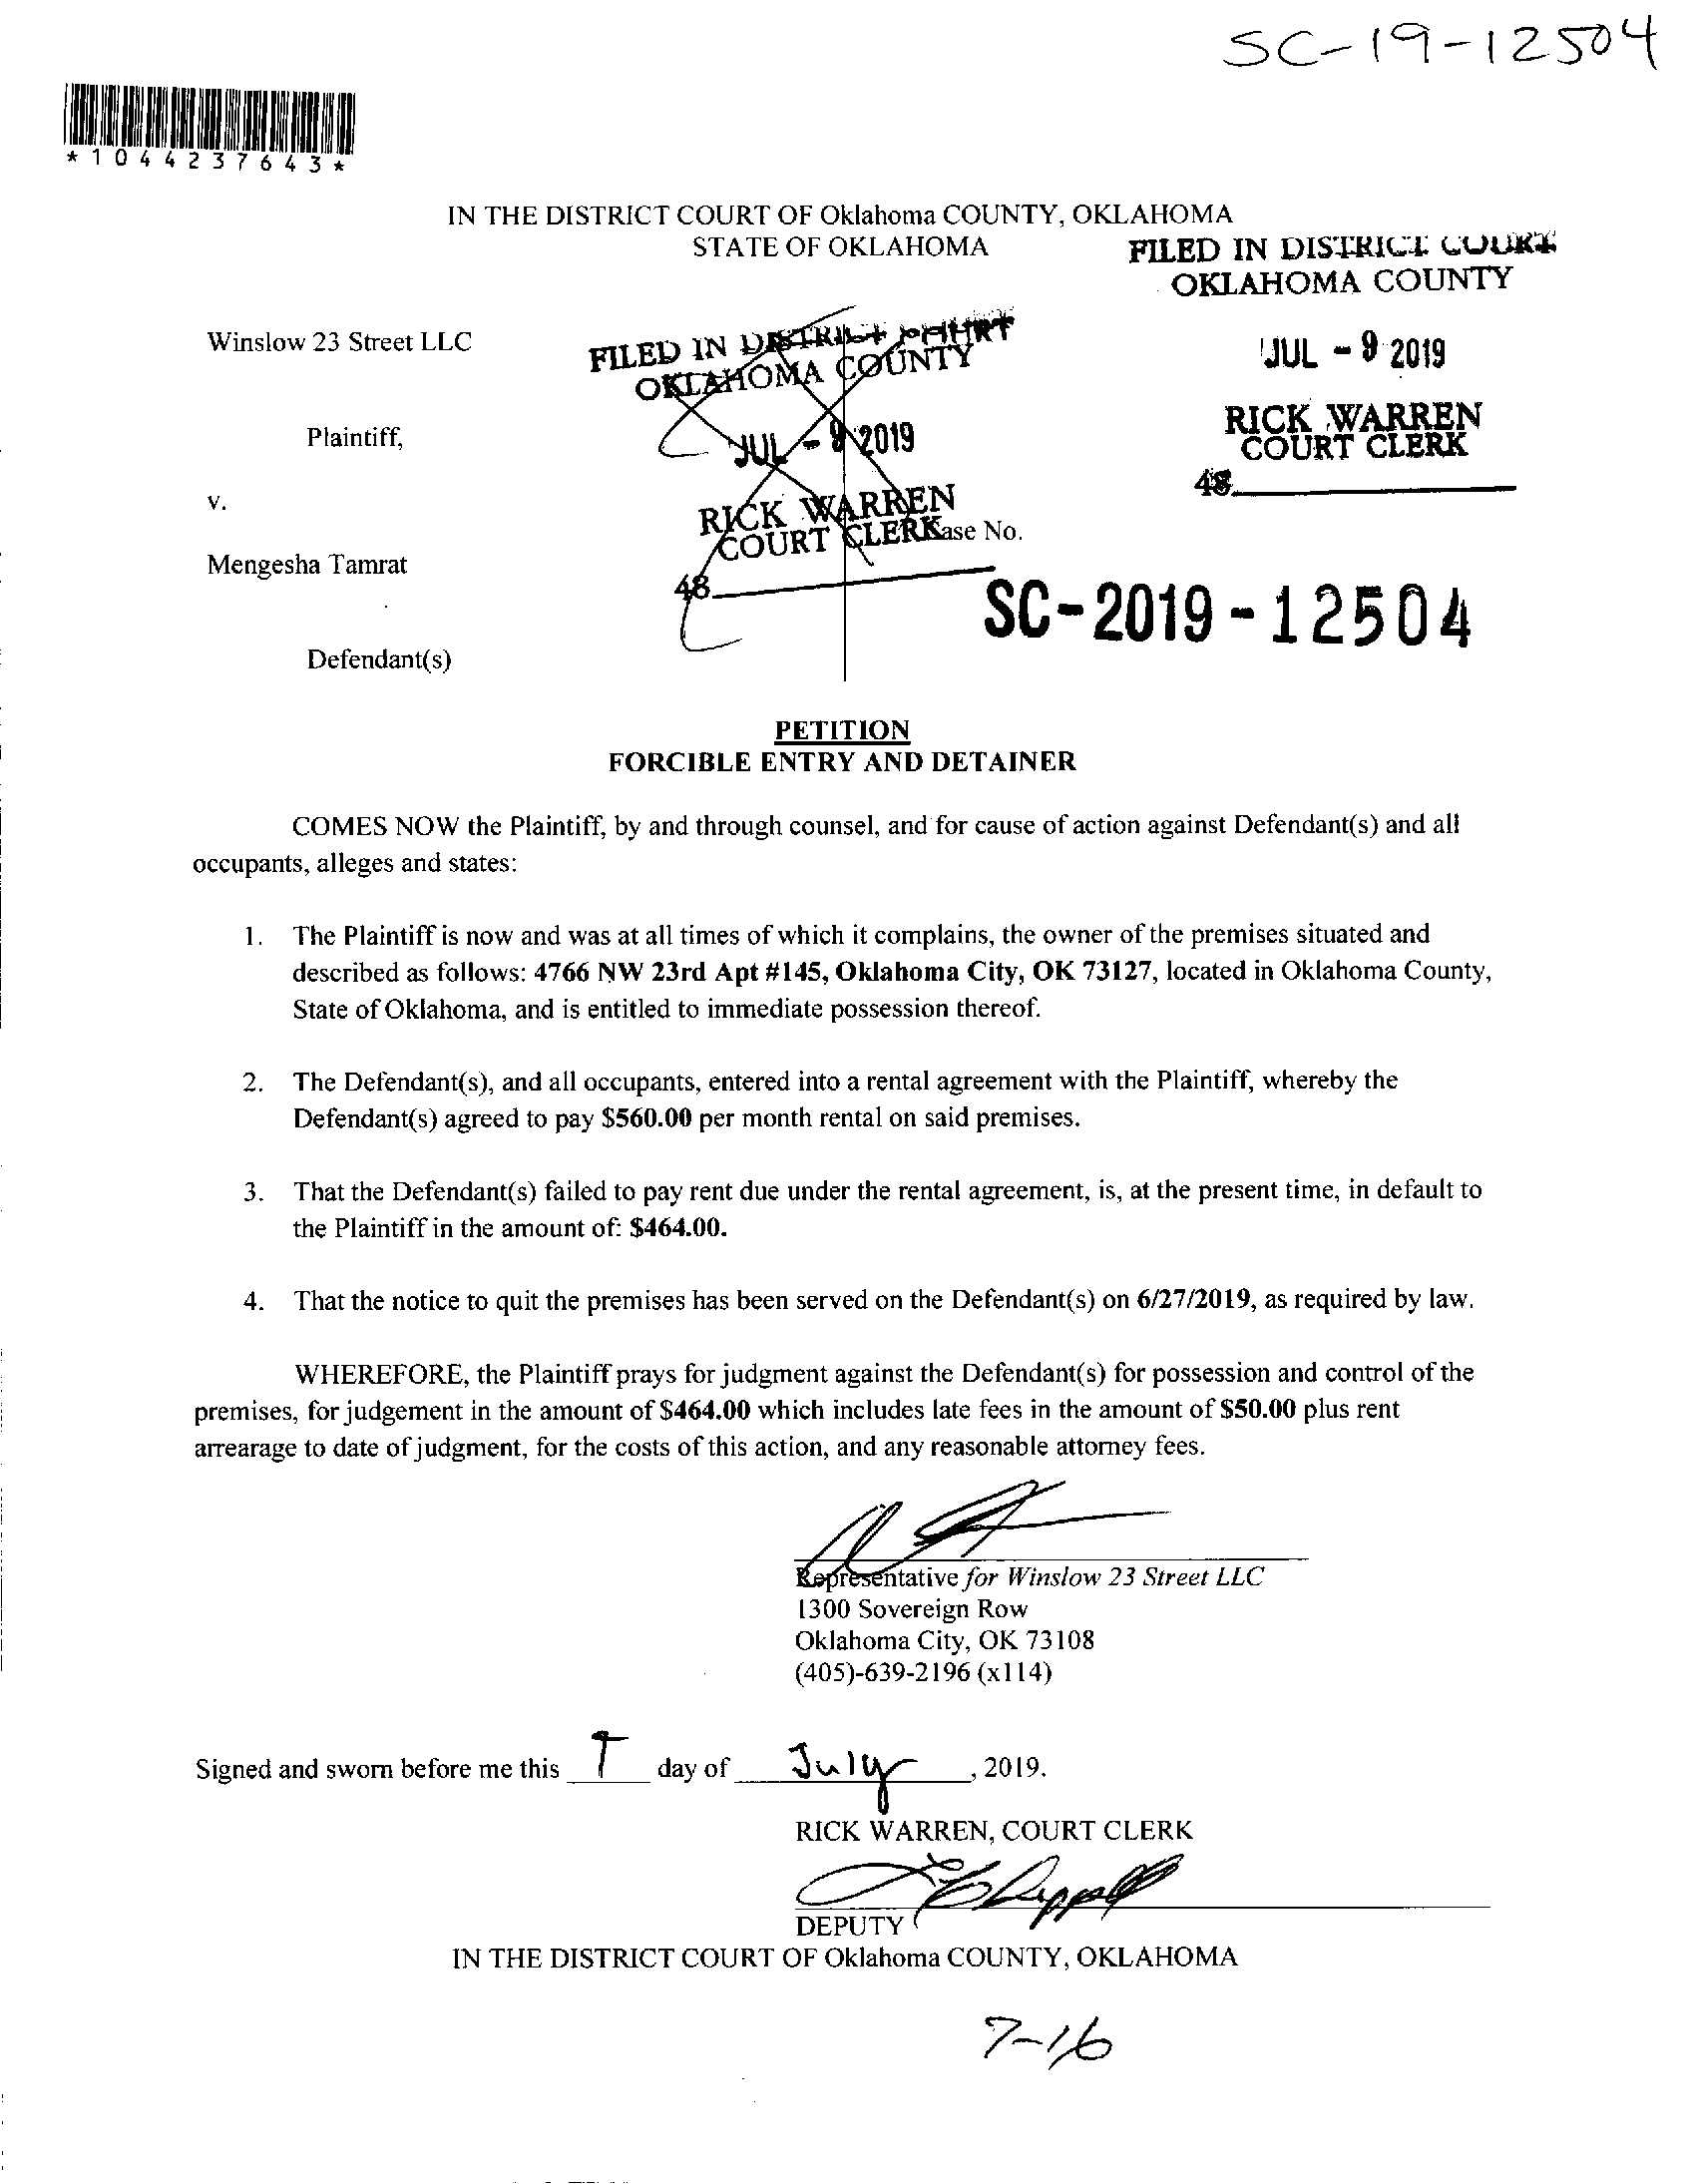 SC-19-12504
*1044237643*
IN THE DISTRICT COURT OF Oklahoma COUNTY, OKLAHOMA
STATE OF OKLAHOMA
FILED IN DISTRICT COURT
OKLAHOMA COUNTY
JUL - 9 2019
RICK WARREN
COURT CLERK
48
Winslow 23 Street LLC
FILED IN DISTRICT COURT
OKLAHOMA COUNTY
Plaintiff,
JUL - 9 2019
v.
RICK WARREN
COURT CLERK
Case No.
48
Mengesha Tamrat
SC-2019-12504
Defendant(s)
PETITION
FORCIBLE ENTRY AND DETAINER
COMES NOW the Plaintiff, by and through counsel, and for cause of action against Defendant(s) and all
occupants, alleges and states:
1. The Plaintiff is now and was at all times of which it complains, the owner of the premises situated and
described as follows: 4766 NW 23rd Apt #145, Oklahoma City, OK 73127, located in Oklahoma County,
State of Oklahoma, and is entitled to immediate possession thereof.
2. The Defendant(s), and all occupants, entered into a rental agreement with the Plaintiff, whereby the
Defendant(s) agreed to pay $560.00 per month rental on said premises.
3. That the Defendant(s) failed to pay rent due under the rental agreement, is, at the present time, in default to
the Plaintiff in the amount of: $464.00.
4. That the notice to quit the premises has been served on the Defendant(s) on 6/27/2019, as required by law.
WHEREFORE, the Plaintiff prays for judgment against the Defendant(s) for possession and control of the
premises, for judgement in the amount of $464.00 which includes late fees in the amount of $50.00 plus rent
arrearage to date of judgment, for the costs of this action, and any reasonable attorney fees.
Representative for Winslow 23 Street LLC
1300 Sovereign Row
Oklahoma City, OK 73108
(405)-639-2196 (x114)
Signed and sworn before me this day of July, 2019.
RICK WARREN, COURT CLERK
DEPUTY
IN THE DISTRICT COURT OF Oklahoma COUNTY, OKLAHOMA
7-16